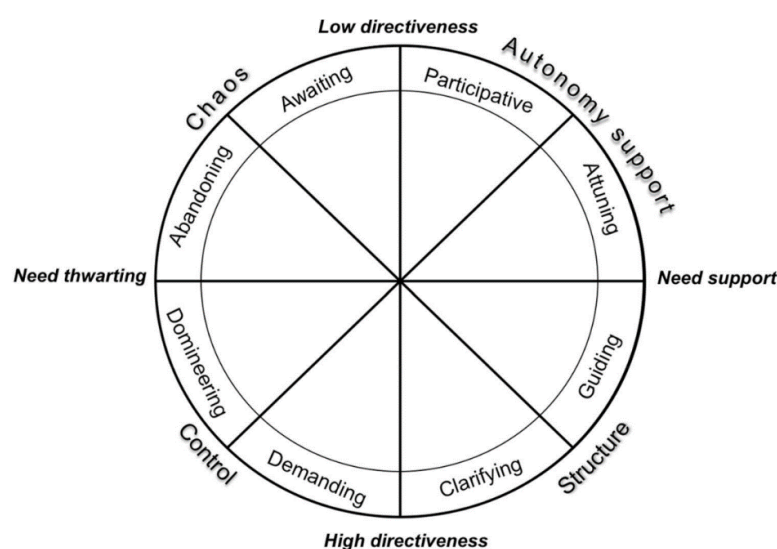 Low directiveness
Chaos
Awaiting
Participative
Autonomy support
Abandoning
Attuning
Need thwarting
Need support
Domineering
Guiding
Control
Demanding
Clarifying
Structure
High directiveness